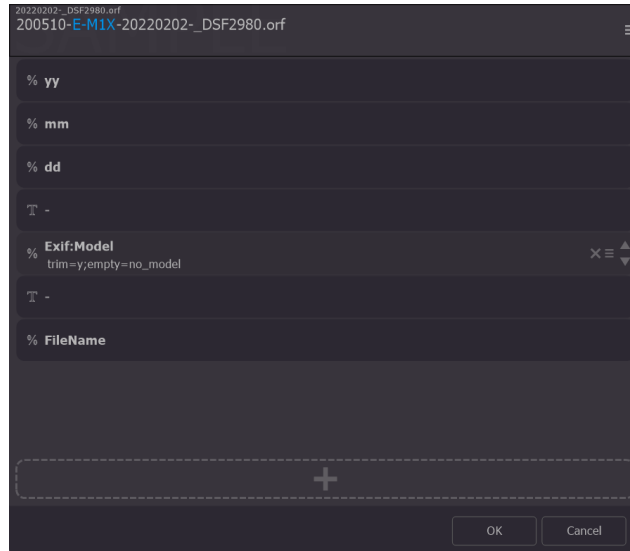 20220202-_DSF2980.orf
200510-E-M1X-20220202-_DSF2980.orf
% yy
% mm
% dd
T -
% Exif:Model
trim=y;empty=no_model
T -
% FileName
OK
Cancel